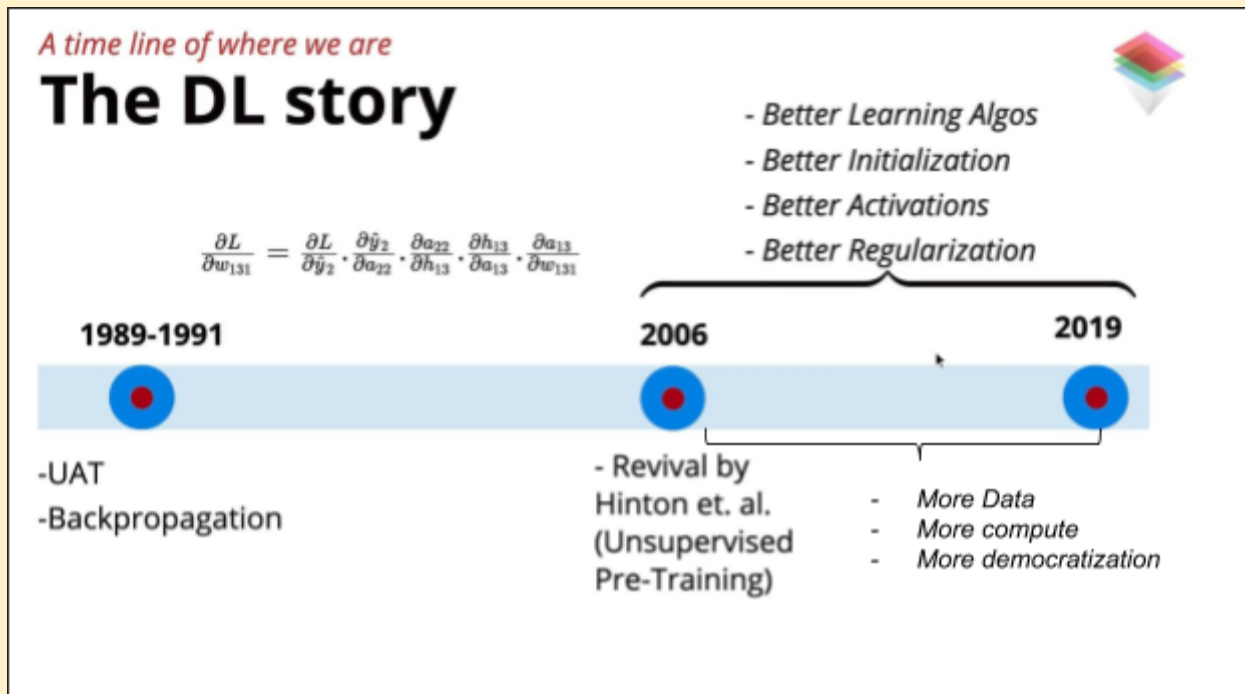 A time line of where we are
The DL story
- Better Learning Algos
- Better Initialization
- Better Activations
- Better Regularization
∂L/∂w₁₃₁ = ∂L/∂ŷ₂ . ∂ŷ₂/∂a₂₂ . ∂a₂₂/∂h₁₃ . ∂h₁₃/∂a₁₃ . ∂a₁₃/∂w₁₃₁
1989-1991
2006
2019
-UAT
-Backpropagation
- Revival by
Hinton et. al.
(Unsupervised
Pre-Training)
- More Data
- More compute
- More democratization